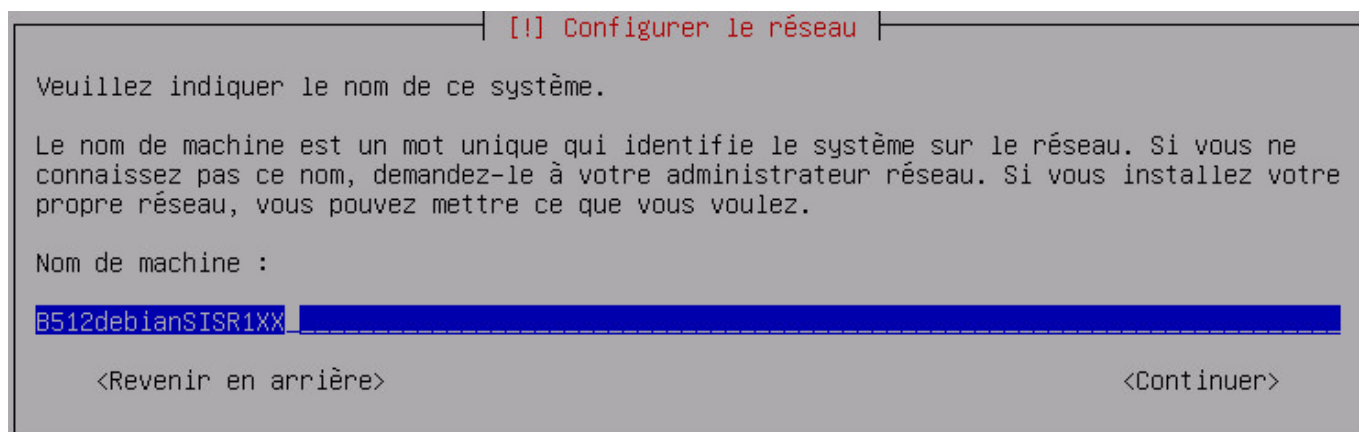 [!] Configurer le réseau
Veuillez indiquer le nom de ce système.
Le nom de machine est un mot unique qui identifie le système sur le réseau. Si vous ne
connaissez pas ce nom, demandez-le à votre administrateur réseau. Si vous installez votre
propre réseau, vous pouvez mettre ce que vous voulez.
Nom de machine :
B512debianSISR1XX
<Revenir en arrière> <Continuer>